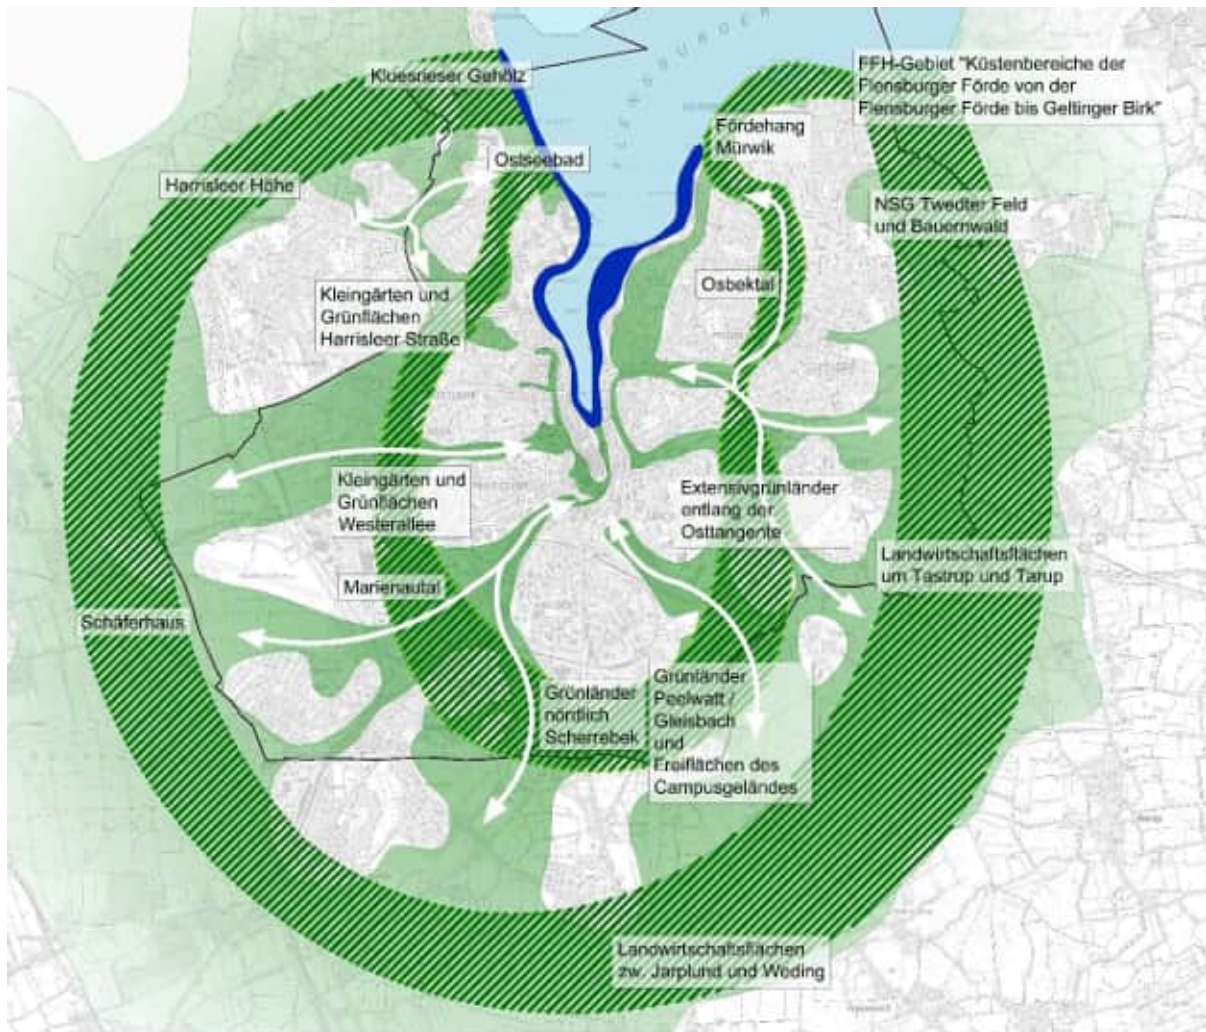 Kluesrieser Gehölz
FFH-Gebiet "Küstenbereiche der
Flensburger Förde von der
Flensburger Förde bis Geltinger Birk"
FLENSBURGER
Fördehang
Mürwik
Ostseebad
Harrisleer Höhe
NSG Twedter Feld
und Bauernwald
Osbektal
Kleingärten und
Grünflächen
Harrisleer Straße
Kleingärten und
Grünflächen
Westerallee
Extensivgrünländer
entlang der
Osttangente
Landwirtschaftsflächen
um Tastrup und Tarup
Marienautal
Schäferhaus
Grünländer
nördlich
Scherrebek
Grünländer
Peelwatt /
Gleisbach
und
Freiflächen des
Campusgeländes
Landwirtschaftsflächen
zw. Jarplund und Weding